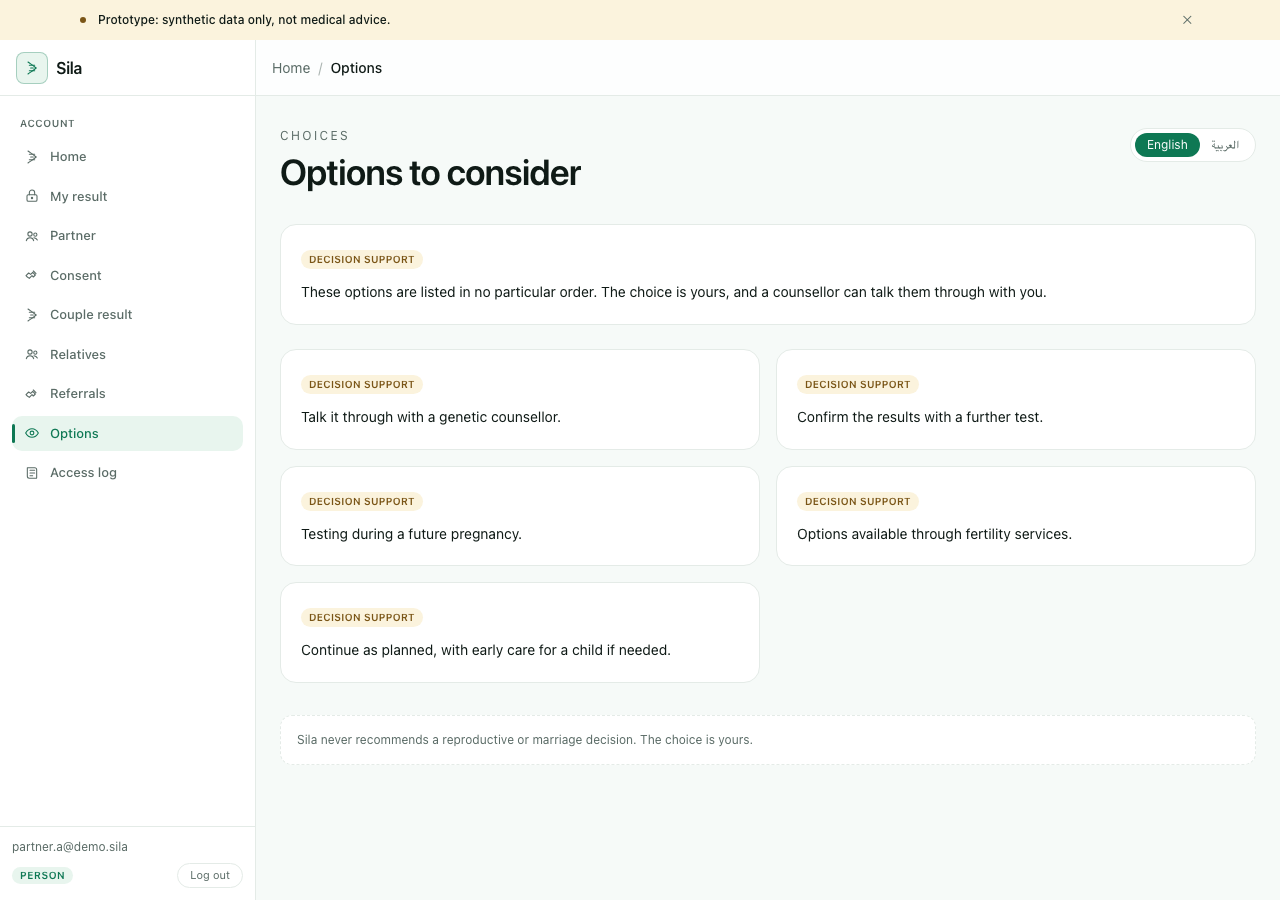 Prototype: synthetic data only, not medical advice.
Sila
Home / Options
ACCOUNT
Home
My result
Partner
Consent
Couple result
Relatives
Referrals
Options
Access log
partner.a@demo.sila
PERSON
Log out
CHOICES
Options to consider
English
العربية
DECISION SUPPORT
These options are listed in no particular order. The choice is yours, and a counsellor can talk them through with you.
DECISION SUPPORT
Talk it through with a genetic counsellor.
DECISION SUPPORT
Confirm the results with a further test.
DECISION SUPPORT
Testing during a future pregnancy.
DECISION SUPPORT
Options available through fertility services.
DECISION SUPPORT
Continue as planned, with early care for a child if needed.
Sila never recommends a reproductive or marriage decision. The choice is yours.